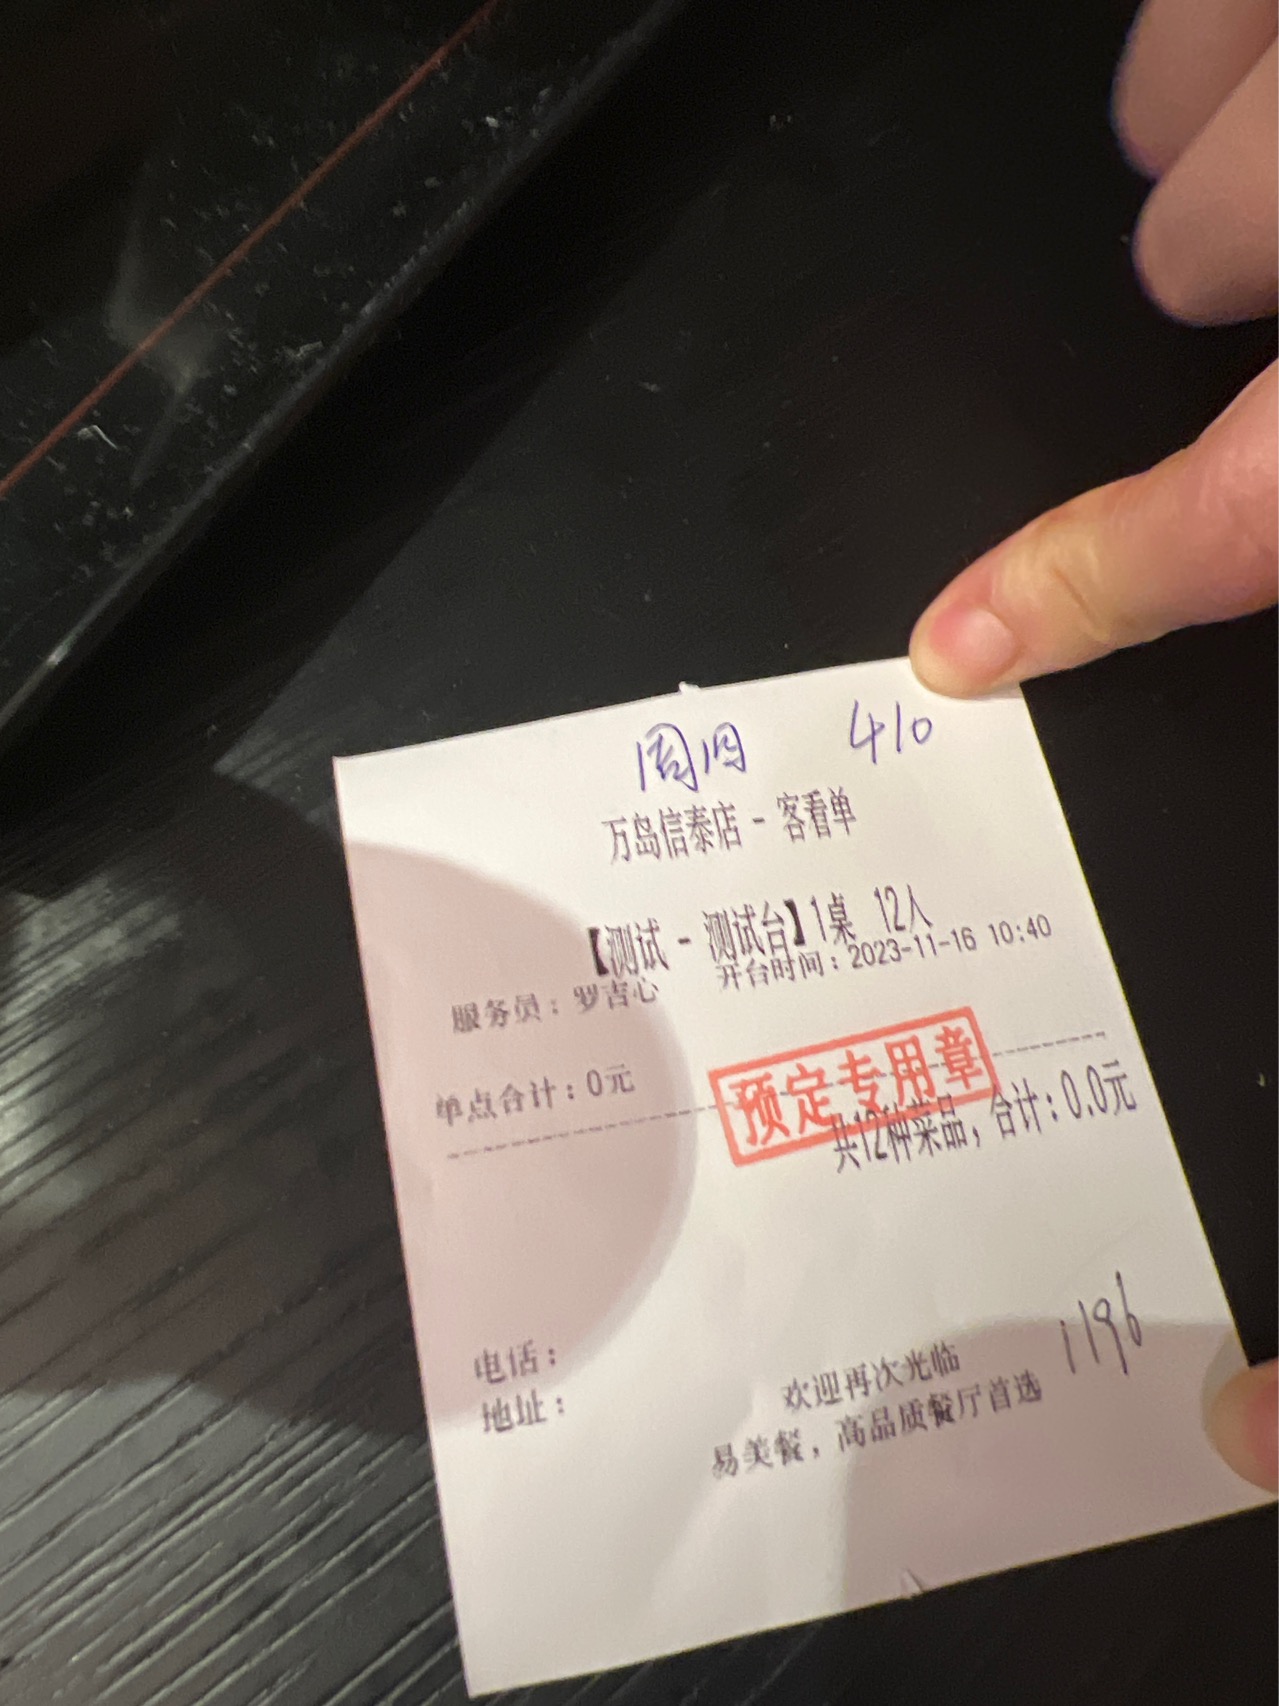 周四 410
万岛信泰店 - 客看单
【测试 - 测试台】1桌 12人
服务员：罗吉心 开台时间：2023-11-16 10:40
单点合计：0元
预定专用章
共12种菜品，合计：0.0元
电话：
地址：
1196
欢迎再次光临
易美餐，高品质餐厅首选